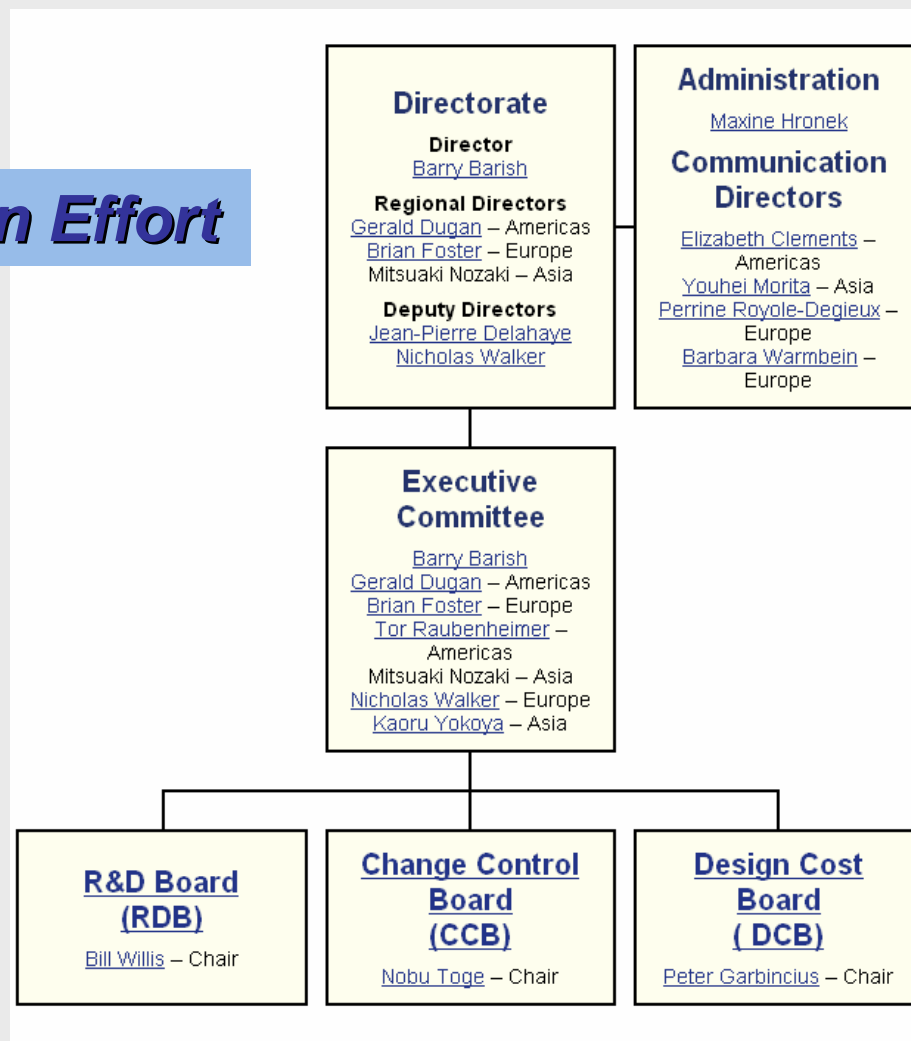 n Effort
Directorate
Director
Barry Barish
Regional Directors
Gerald Dugan – Americas
Brian Foster – Europe
Mitsuaki Nozaki – Asia
Deputy Directors
Jean-Pierre Delahaye
Nicholas Walker
Administration
Maxine Hronek
Communication
Directors
Elizabeth Clements –
Americas
Youhei Morita – Asia
Perrine Royole-Degieux –
Europe
Barbara Warmbein –
Europe
Executive
Committee
Barry Barish
Gerald Dugan – Americas
Brian Foster – Europe
Tor Raubenheimer –
Americas
Mitsuaki Nozaki – Asia
Nicholas Walker – Europe
Kaoru Yokoya – Asia
R&D Board
(RDB)
Bill Willis – Chair
Change Control
Board
(CCB)
Nobu Toge – Chair
Design Cost
Board
( DCB)
Peter Garbincius – Chair